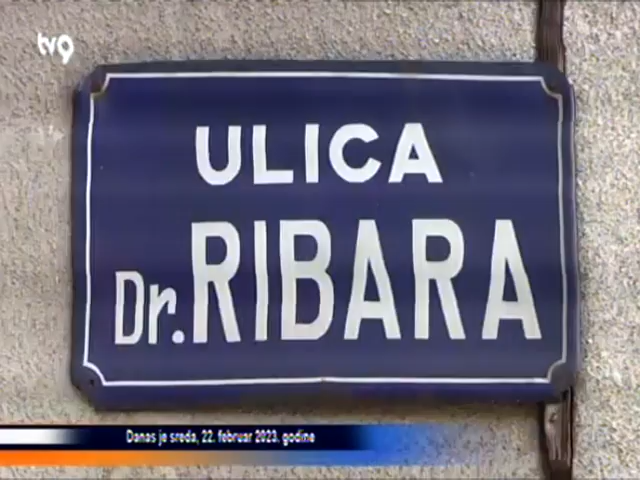 tv9
ULICA
Dr. RIBARA
Danas je sreda, 22. februar 2023. godine